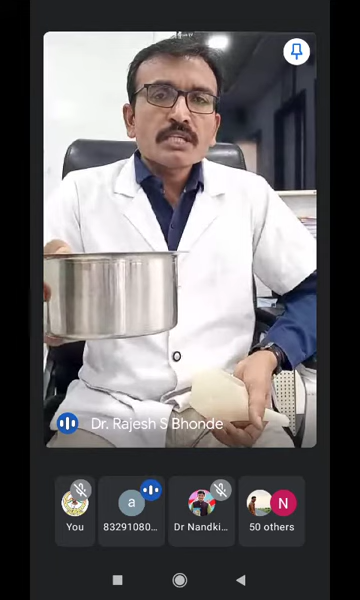 Dr. Rajesh S Bhonde
a
N
You
83291080...
Dr Nandki...
50 others